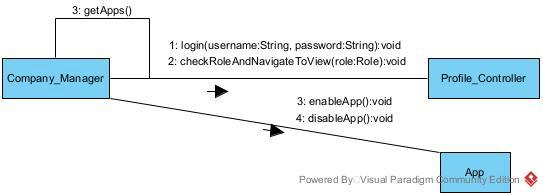 3: getApps()
1: login(username:String, password:String):void
2: checkRoleAndNavigateToView(role:Role):void
Company_Manager
Profile_Controller
3: enableApp():void
4: disableApp():void
App
Powered By Visual Paradigm Community Edition